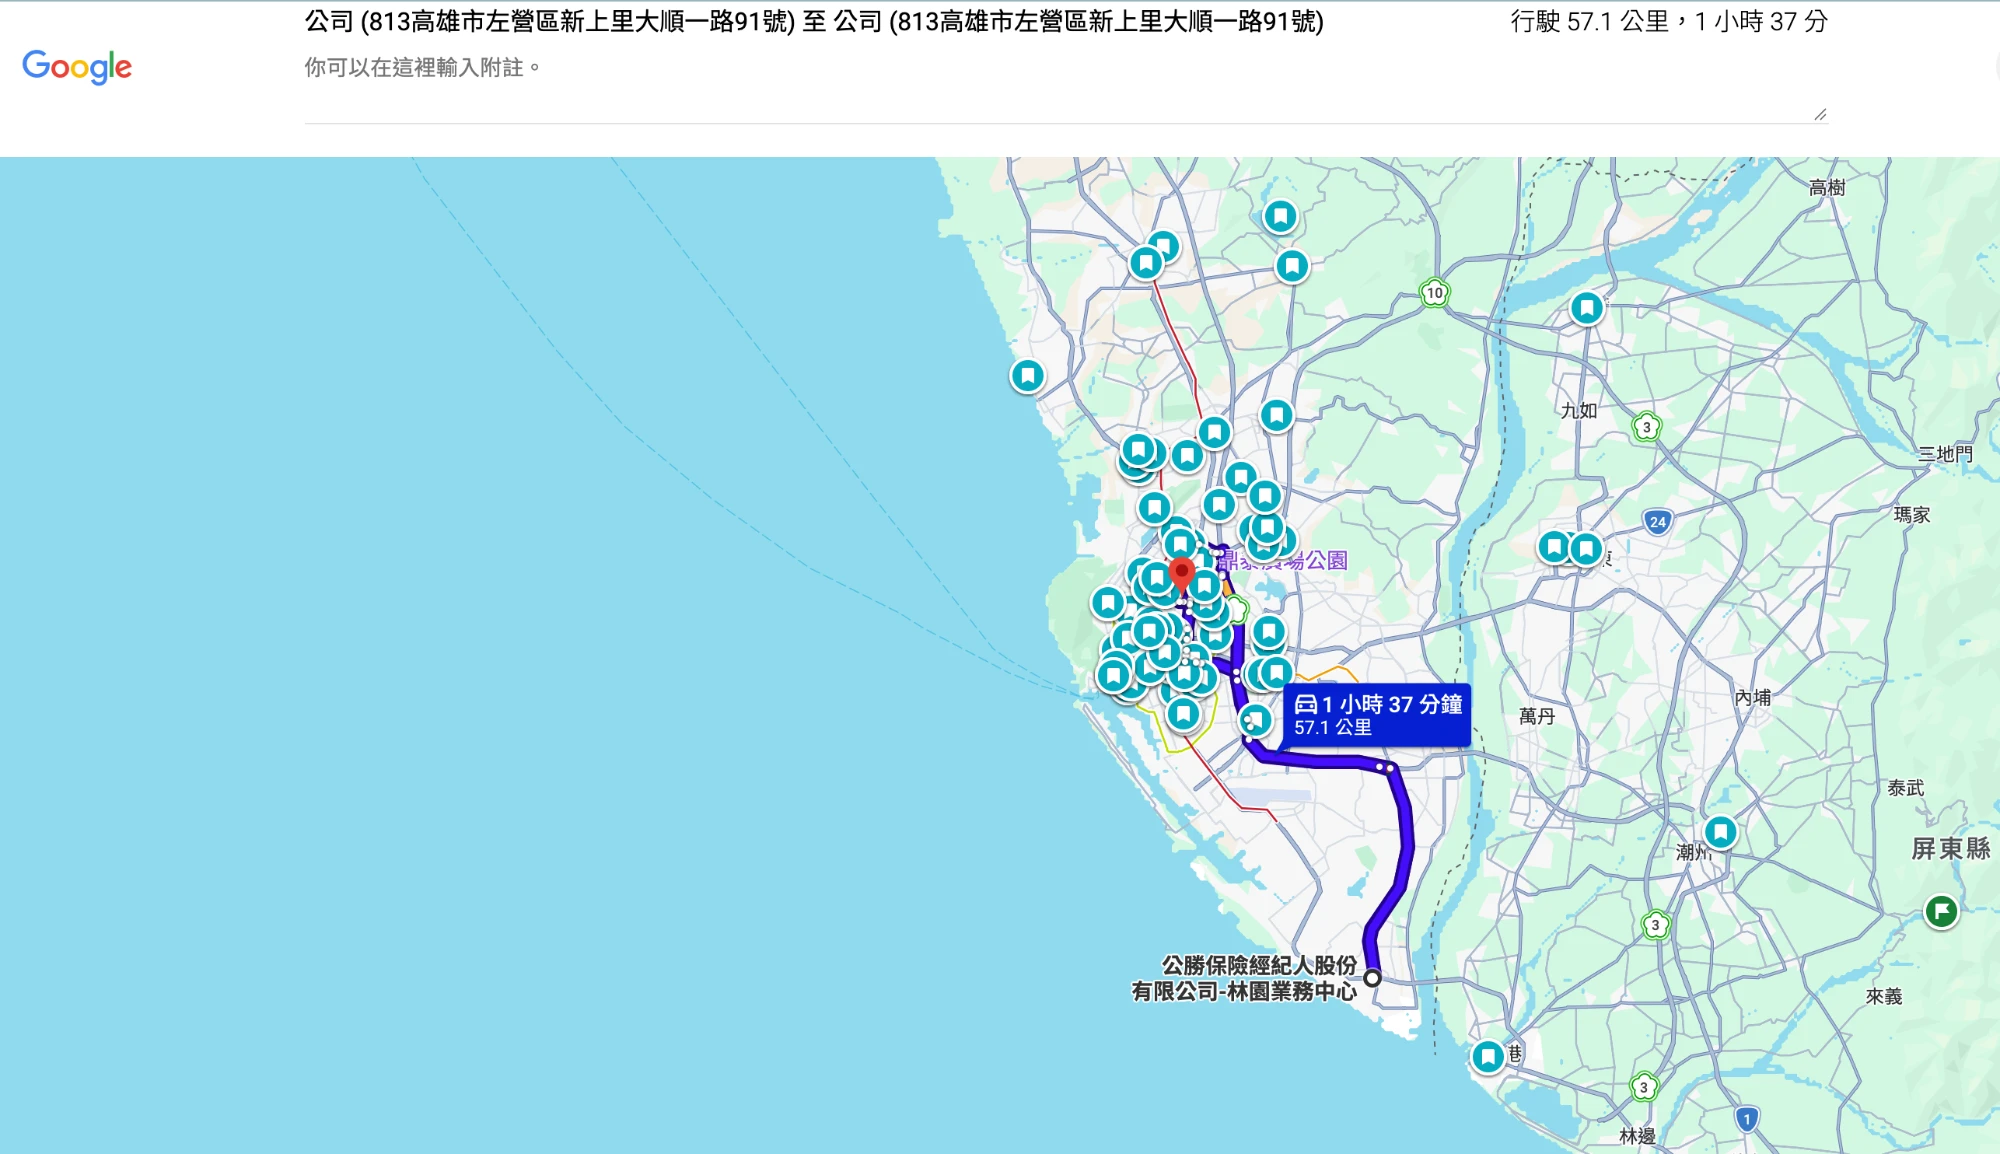 公司 (813高雄市左營區新上里大順一路91號) 至 公司 (813高雄市左營區新上里大順一路91號)
行駛 57.1 公里，1 小時 37 分
Google
你可以在這裡輸入附註。
高樹
10
九如
3
三地門
瑪家
24
鼎泰廣場公園
東
內埔
萬丹
1 小時 37 分鐘
57.1 公里
泰武
潮州
屏東縣
3
公勝保險經紀人股份
有限公司-林園業務中心
來義
港
3
1
林邊